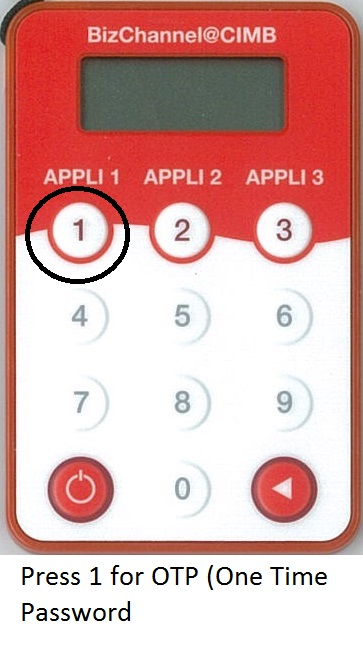 BizChannel@CIMB
APPLI 1 APPLI 2 APPLI 3
1 2 3
4 5 6
7 8 9
0
Press 1 for OTP (One Time
Password